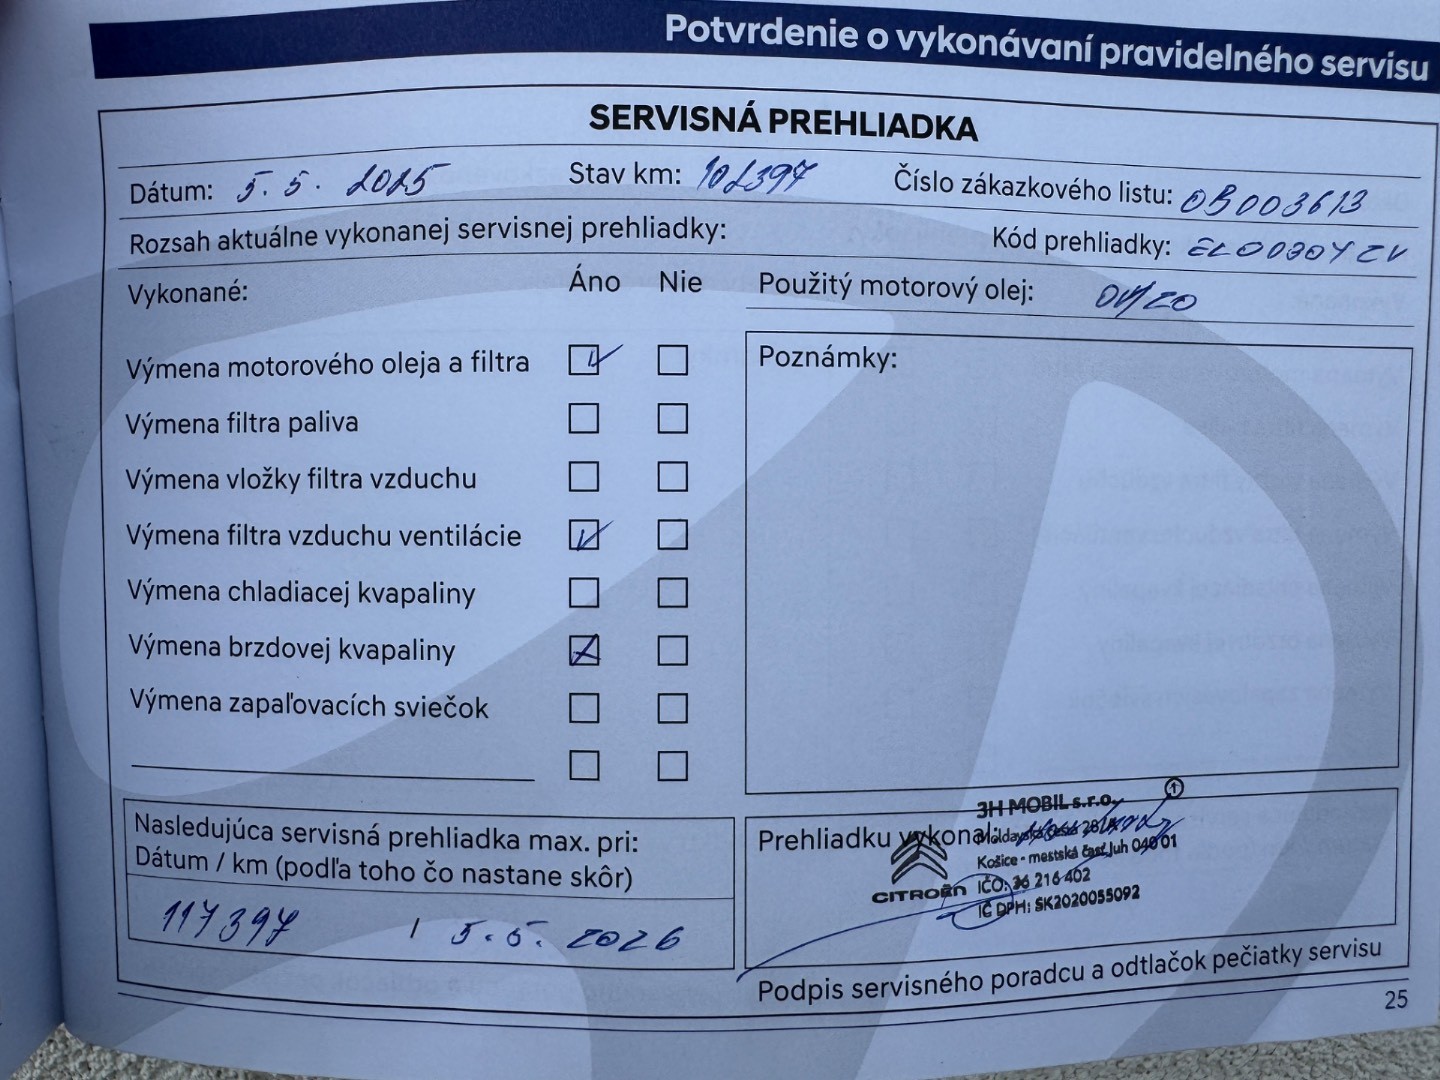 Potvrdenie o vykonávaní pravidelného servisu
SERVISNÁ PREHLIADKA
Dátum: 5. 5. 2025 Stav km: 102397 Číslo zákazkového listu: OB003613
Rozsah aktuálne vykonanej servisnej prehliadky: Kód prehliadky:
Vykonané: Áno Nie Použitý motorový olej: 0W/20
Výmena motorového oleja a filtra Poznámky:
Výmena filtra paliva
Výmena vložky filtra vzduchu
Výmena filtra vzduchu ventilácie
Výmena chladiacej kvapaliny
Výmena brzdovej kvapaliny
Výmena zapaľovacích sviečok
Nasledujúca servisná prehliadka max. pri:
Dátum / km (podľa toho čo nastane skôr)
117397 / 5.5. 2026
3H MOBIL s.r.o. 1
Prehliadku vykonal:
Košice - mestská časť Juh 040 01
CITROËN IČO: 36 216 402
IČ DPH: SK2020055092
Podpis servisného poradcu a odtlačok pečiatky servisu
25